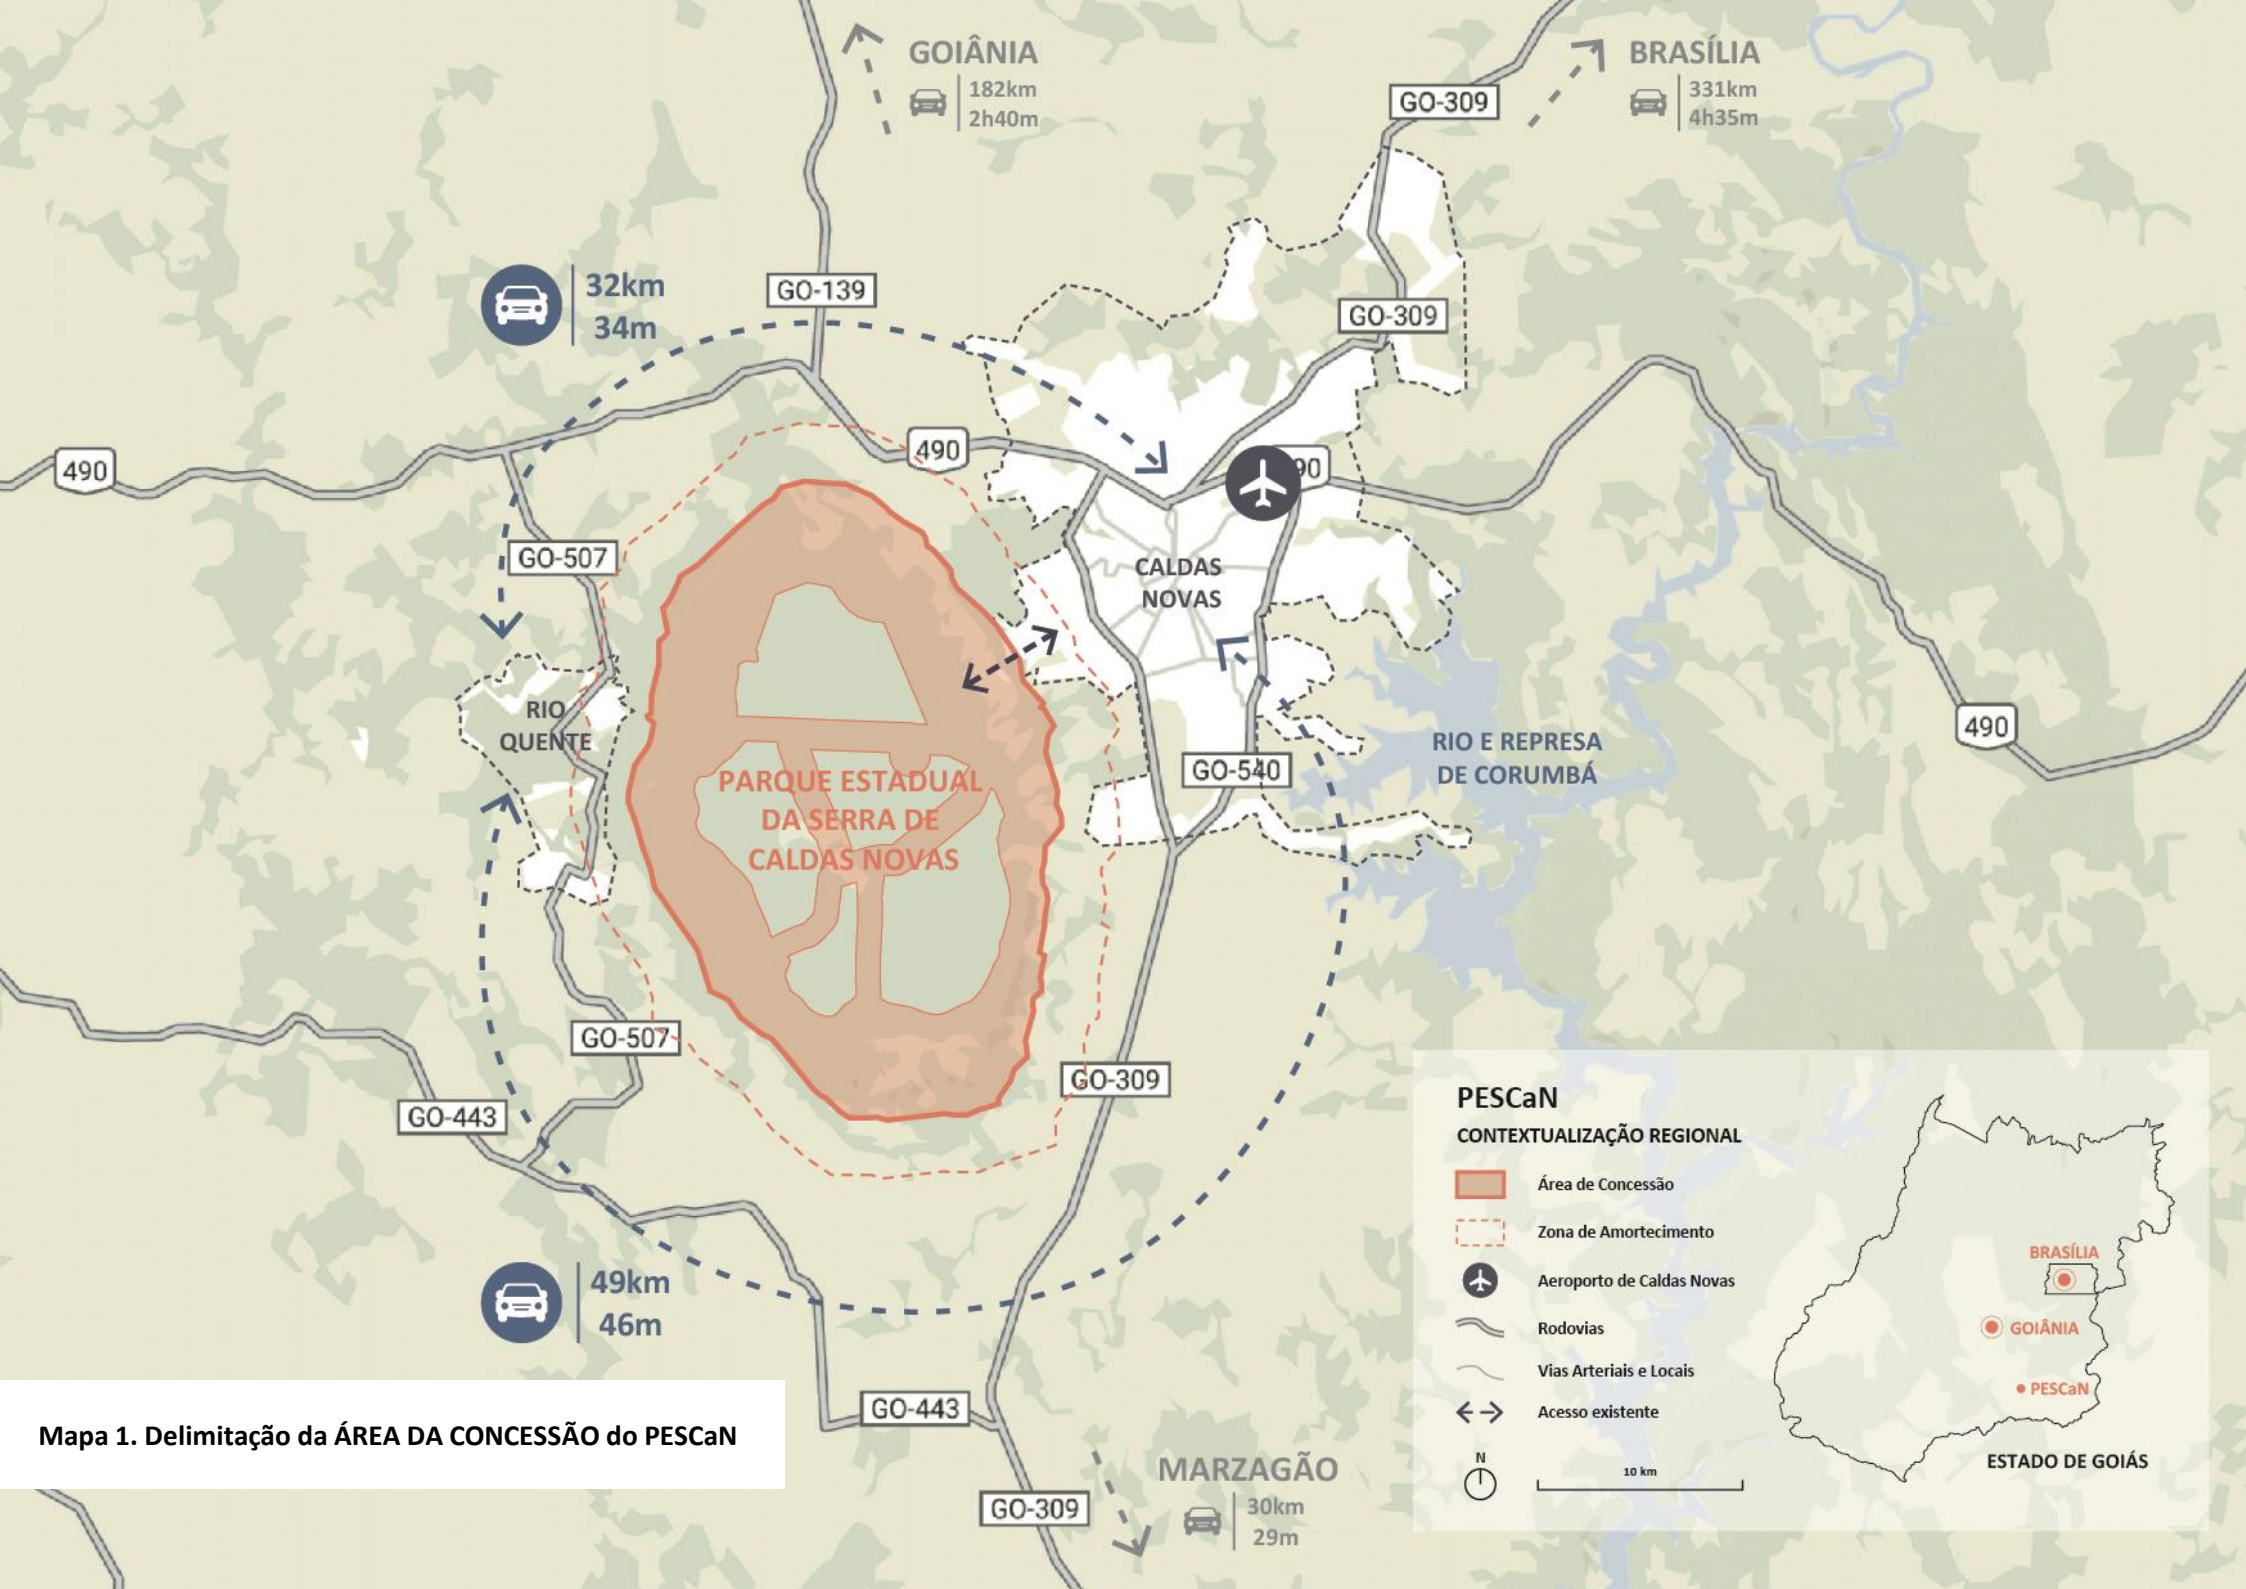 GOIÂNIA
182km
2h40m
BRASÍLIA
331km
4h35m
GO-309
32km
34m
GO-139
GO-309
490
490
90
GO-507
CALDAS
NOVAS
RIO
QUENTE
PARQUE ESTADUAL
DA SERRA DE
CALDAS NOVAS
GO-540
RIO E REPRESA
DE CORUMBÁ
490
GO-507
GO-309
GO-443
49km
46m
GO-443
GO-309
MARZAGÃO
30km
29m
PESCaN
CONTEXTUALIZAÇÃO REGIONAL
Área de Concessão
Zona de Amortecimento
Aeroporto de Caldas Novas
Rodovias
Vias Arteriais e Locais
Acesso existente
N
10 km
BRASÍLIA
GOIÂNIA
PESCaN
ESTADO DE GOIÁS
Mapa 1. Delimitação da ÁREA DA CONCESSÃO do PESCaN